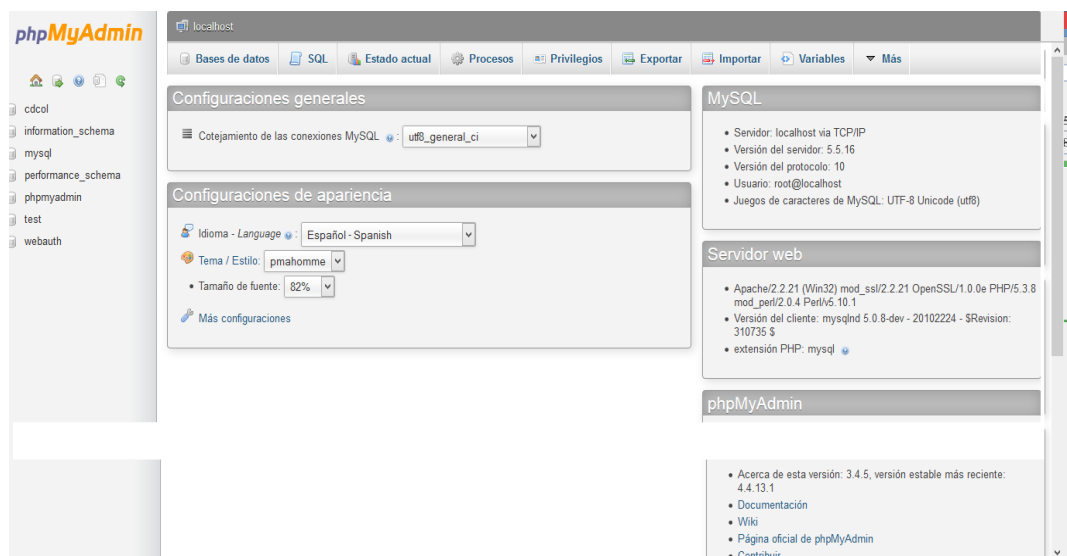 phpMyAdmin
cdcol
information_schema
mysql
performance_schema
phpmyadmin
test
webauth
localhost
Bases de datos
SQL
Estado actual
Procesos
Privilegios
Exportar
Importar
Variables
Más
Configuraciones generales
Cotejamiento de las conexiones MySQL : utf8_general_ci
Configuraciones de apariencia
Idioma - Language : Español - Spanish
Tema / Estilo: pmahomme
• Tamaño de fuente: 82%
Más configuraciones
MySQL
• Servidor: localhost via TCP/IP
• Versión del servidor: 5.5.16
• Versión del protocolo: 10
• Usuario: root@localhost
• Juegos de caracteres de MySQL: UTF-8 Unicode (utf8)
Servidor web
• Apache/2.2.21 (Win32) mod_ssl/2.2.21 OpenSSL/1.0.0e PHP/5.3.8
mod_perl/2.0.4 Perl/v5.10.1
• Versión del cliente: mysqlnd 5.0.8-dev - 20102224 - $Revision:
310735 $
• extensión PHP: mysql
phpMyAdmin
• Acerca de esta versión: 3.4.5, versión estable más reciente:
4.4.13.1
• Documentación
• Wiki
• Página oficial de phpMyAdmin
• Contribuir